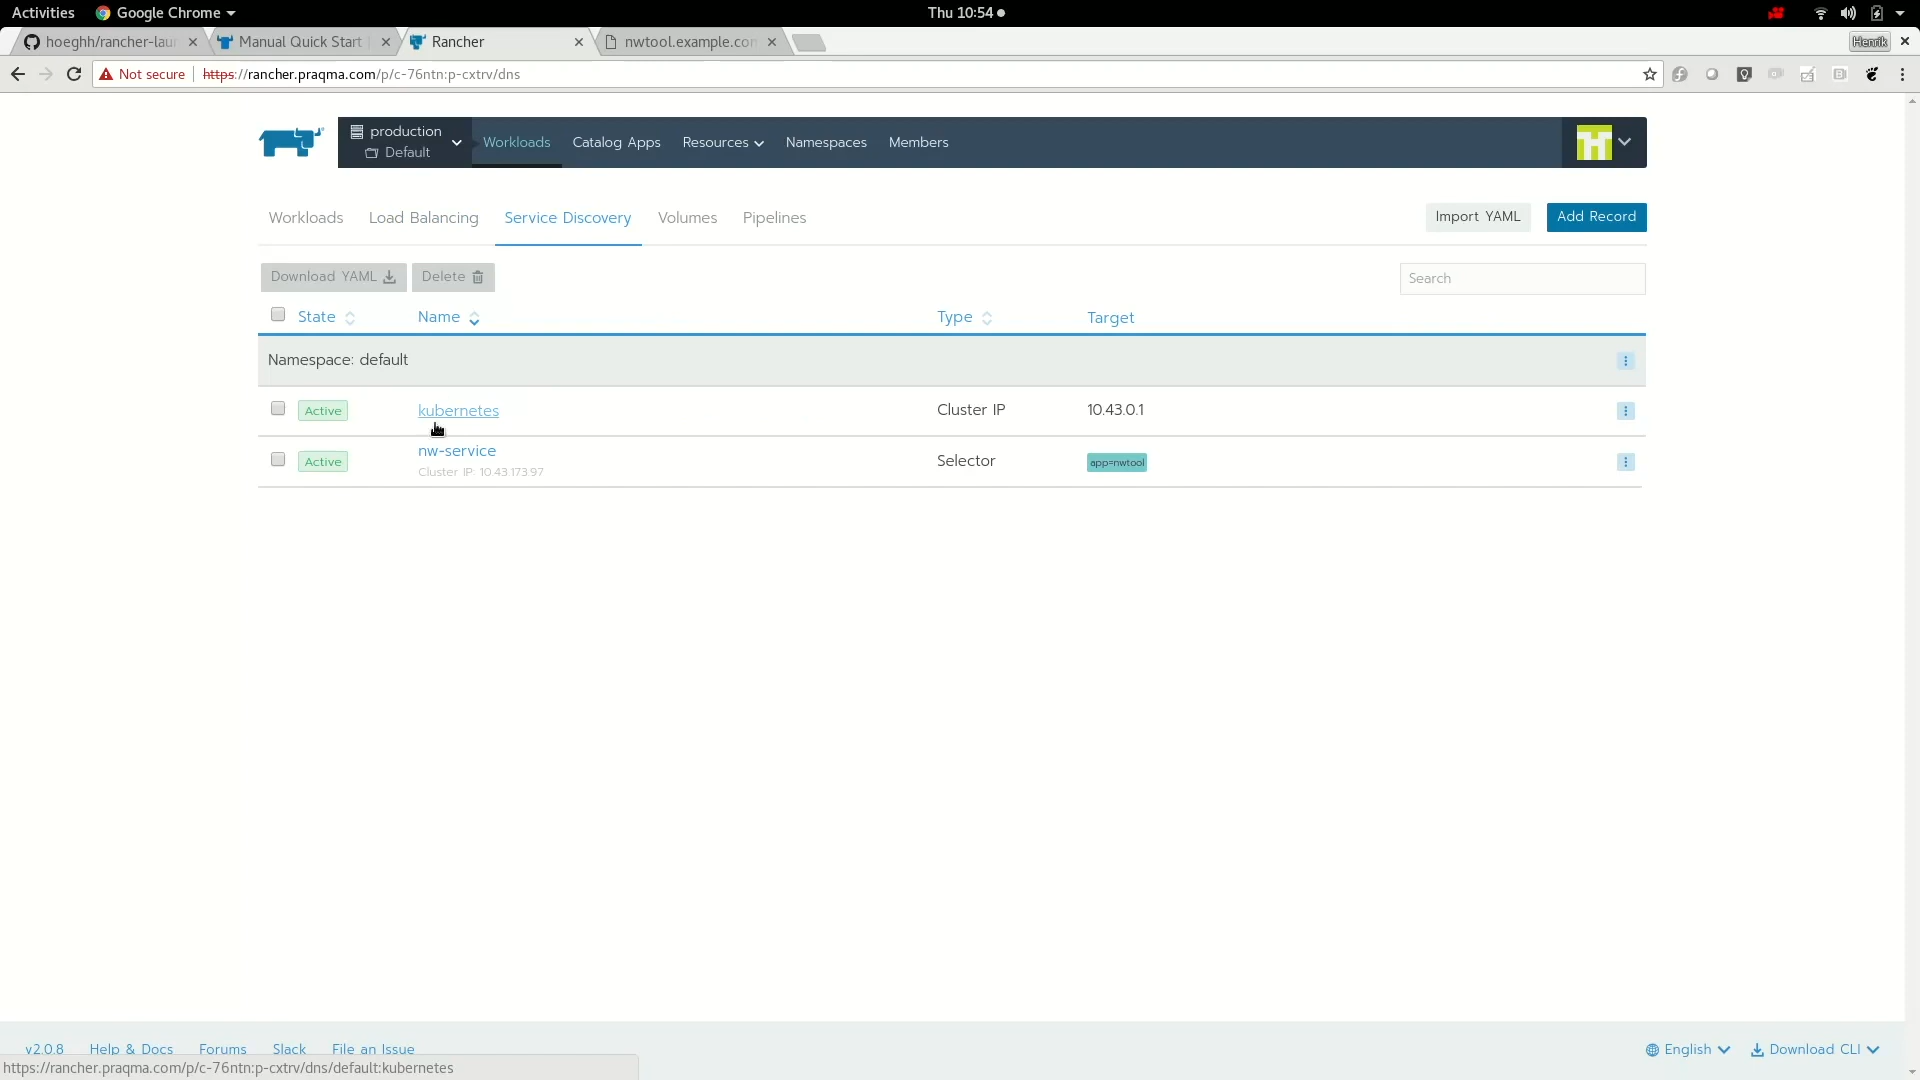 Activities Google Chrome Thu 10:54
hoeghh/rancher-laun Manual Quick Start Rancher nwtool.example.com Henrik
Not secure https://rancher.praqma.com/p/c-76ntn:p-cxtrv/dns
production
Default
Workloads Catalog Apps Resources Namespaces Members
Workloads Load Balancing Service Discovery Volumes Pipelines Import YAML Add Record
Download YAML Delete Search
State Name Type Target
Namespace: default
Active kubernetes Cluster IP 10.43.0.1
Active nw-service Selector app=nwtool
Cluster IP: 10.43.173.97
v2.0.8 Help & Docs Forums Slack File an Issue English Download CLI
https://rancher.praqma.com/p/c-76ntn:p-cxtrv/dns/default:kubernetes